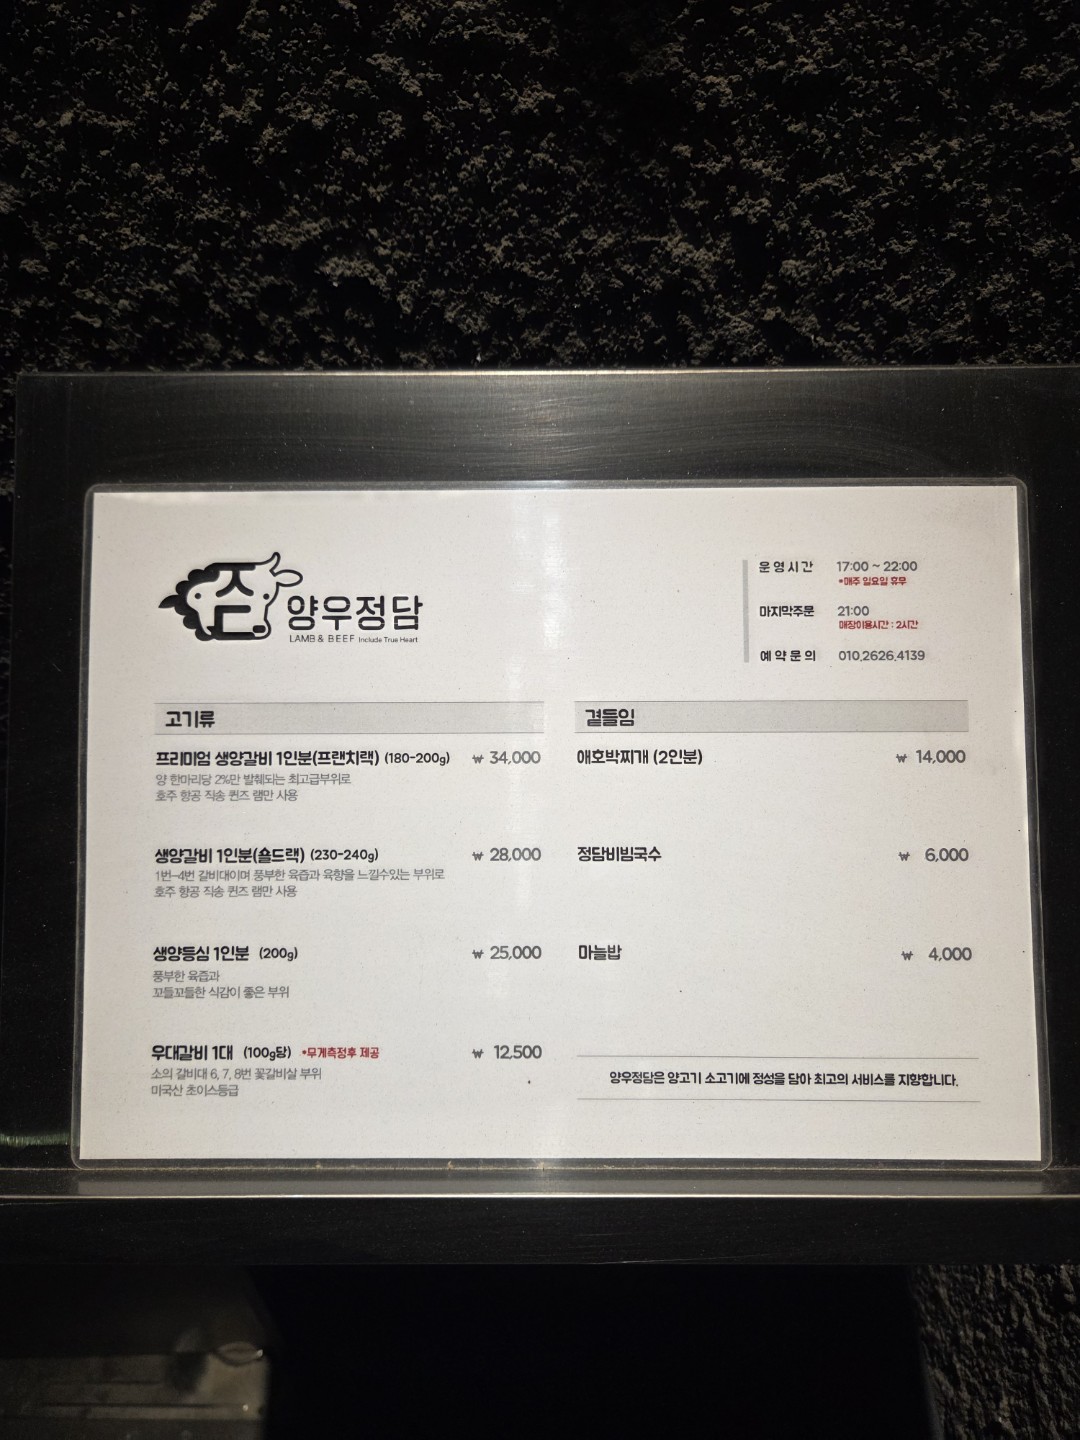 양우정담
LAMB & BEEF Include True Heart
운영시간 17:00 ~ 22:00
*매주 일요일 휴무
마지막주문 21:00
매장이용시간 : 2시간
예약문의 010.2626.4139
고기류
프리미엄 생양갈비 1인분(프랜치랙) (180-200g) ₩ 34,000
양 한마리당 2%만 발췌되는 최고급부위로
호주 항공 직송 퀸즈 램만 사용
생양갈비 1인분(숄드랙) (230-240g) ₩ 28,000
1번-4번 갈비대이며 풍부한 육즙과 육향을 느낄수있는 부위로
호주 항공 직송 퀸즈 램만 사용
생양등심 1인분 (200g) ₩ 25,000
풍부한 육즙과
꼬들꼬들한 식감이 좋은 부위
우대갈비 1대 (100g당) *무게측정후 제공 ₩ 12,500
소의 갈비대 6, 7, 8번 꽃갈비살 부위
미국산 초이스등급
곁들임
애호박찌개 (2인분) ₩ 14,000
정담비빔국수 ₩ 6,000
마늘밥 ₩ 4,000
양우정담은 양고기 소고기에 정성을 담아 최고의 서비스를 지향합니다.